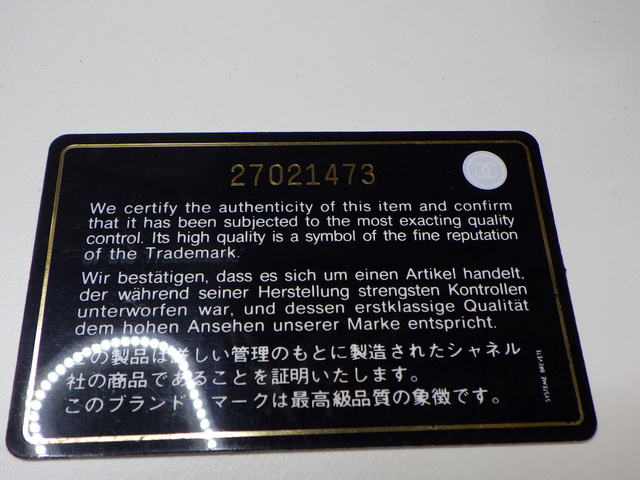 27021473
We certify the authenticity of this item and confirm
that it has been subjected to the most exacting quality
control. Its high quality is a symbol of the fine reputation
of the Trademark.
Wir bestätigen, dass es sich um einen Artikel handelt,
der während seiner Herstellung strengsten Kontrollen
unterworfen war, und dessen erstklassige Qualität
dem hohen Ansehen unserer Marke entspricht.
この製品は詳しい管理のもとに製造されたシャネル
社の商品であることを証明いたします。
このブランド・マークは最高級品質の象徴です。
SYSTEME BREVETE